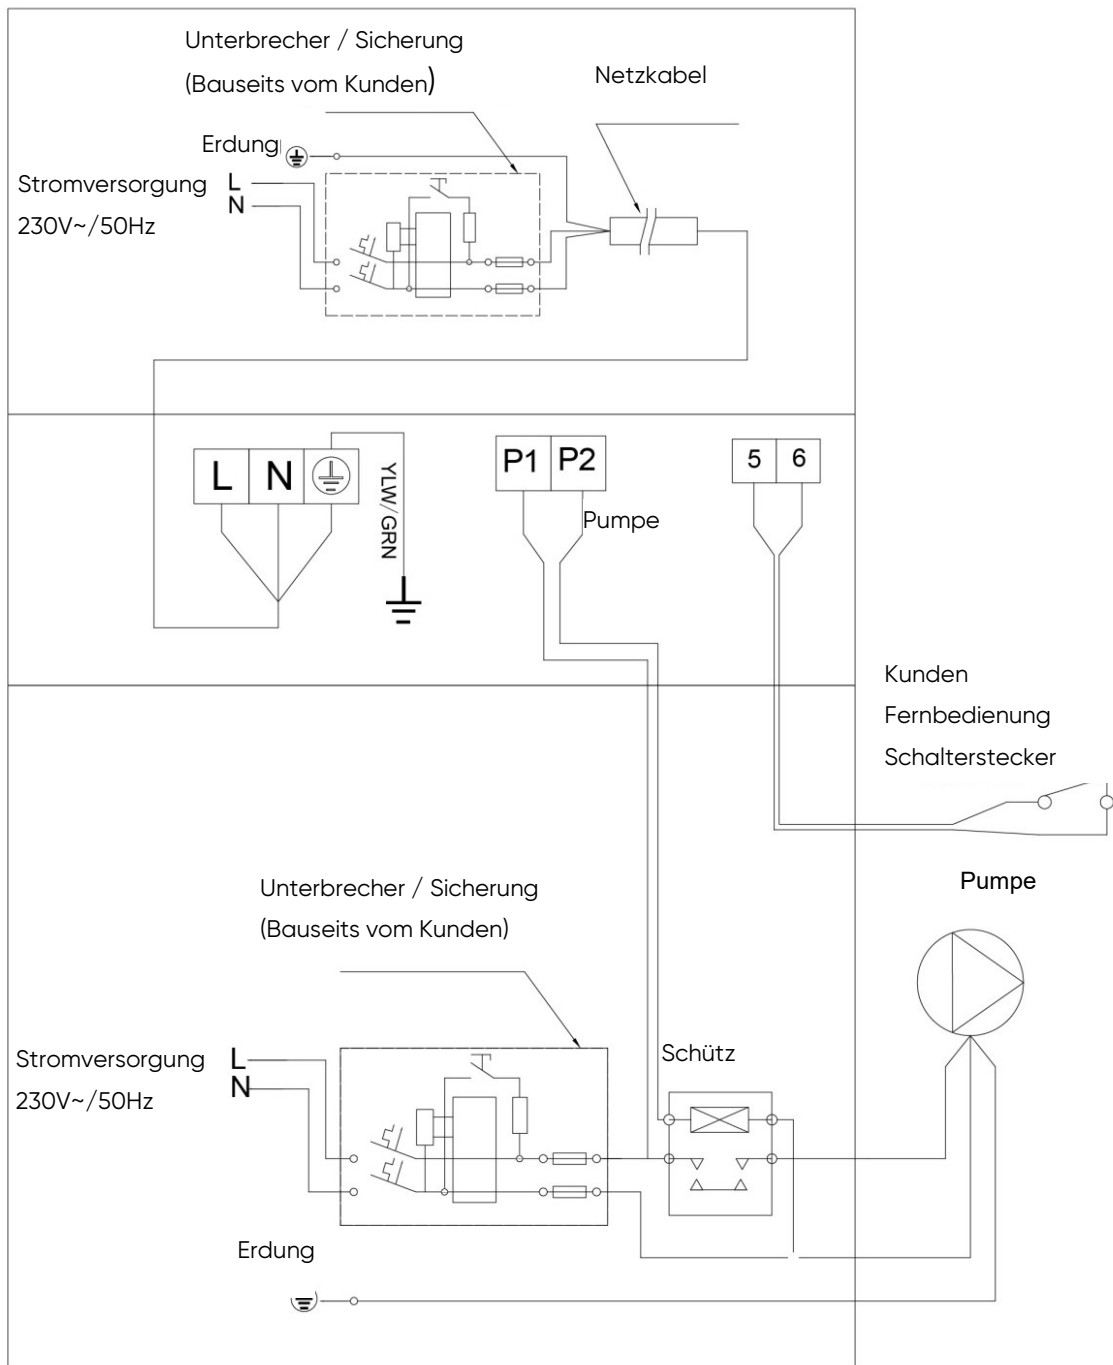 Unterbrecher / Sicherung
(Bauseits vom Kunden)
Netzkabel
Erdung
Stromversorgung
230V~/50Hz
L
N
L N
YLW/GRN
P1 P2
Pumpe
5 6
Kunden
Fernbedienung
Schalterstecker
Pumpe
Unterbrecher / Sicherung
(Bauseits vom Kunden)
Stromversorgung
230V~/50Hz
L
N
Schütz
Erdung